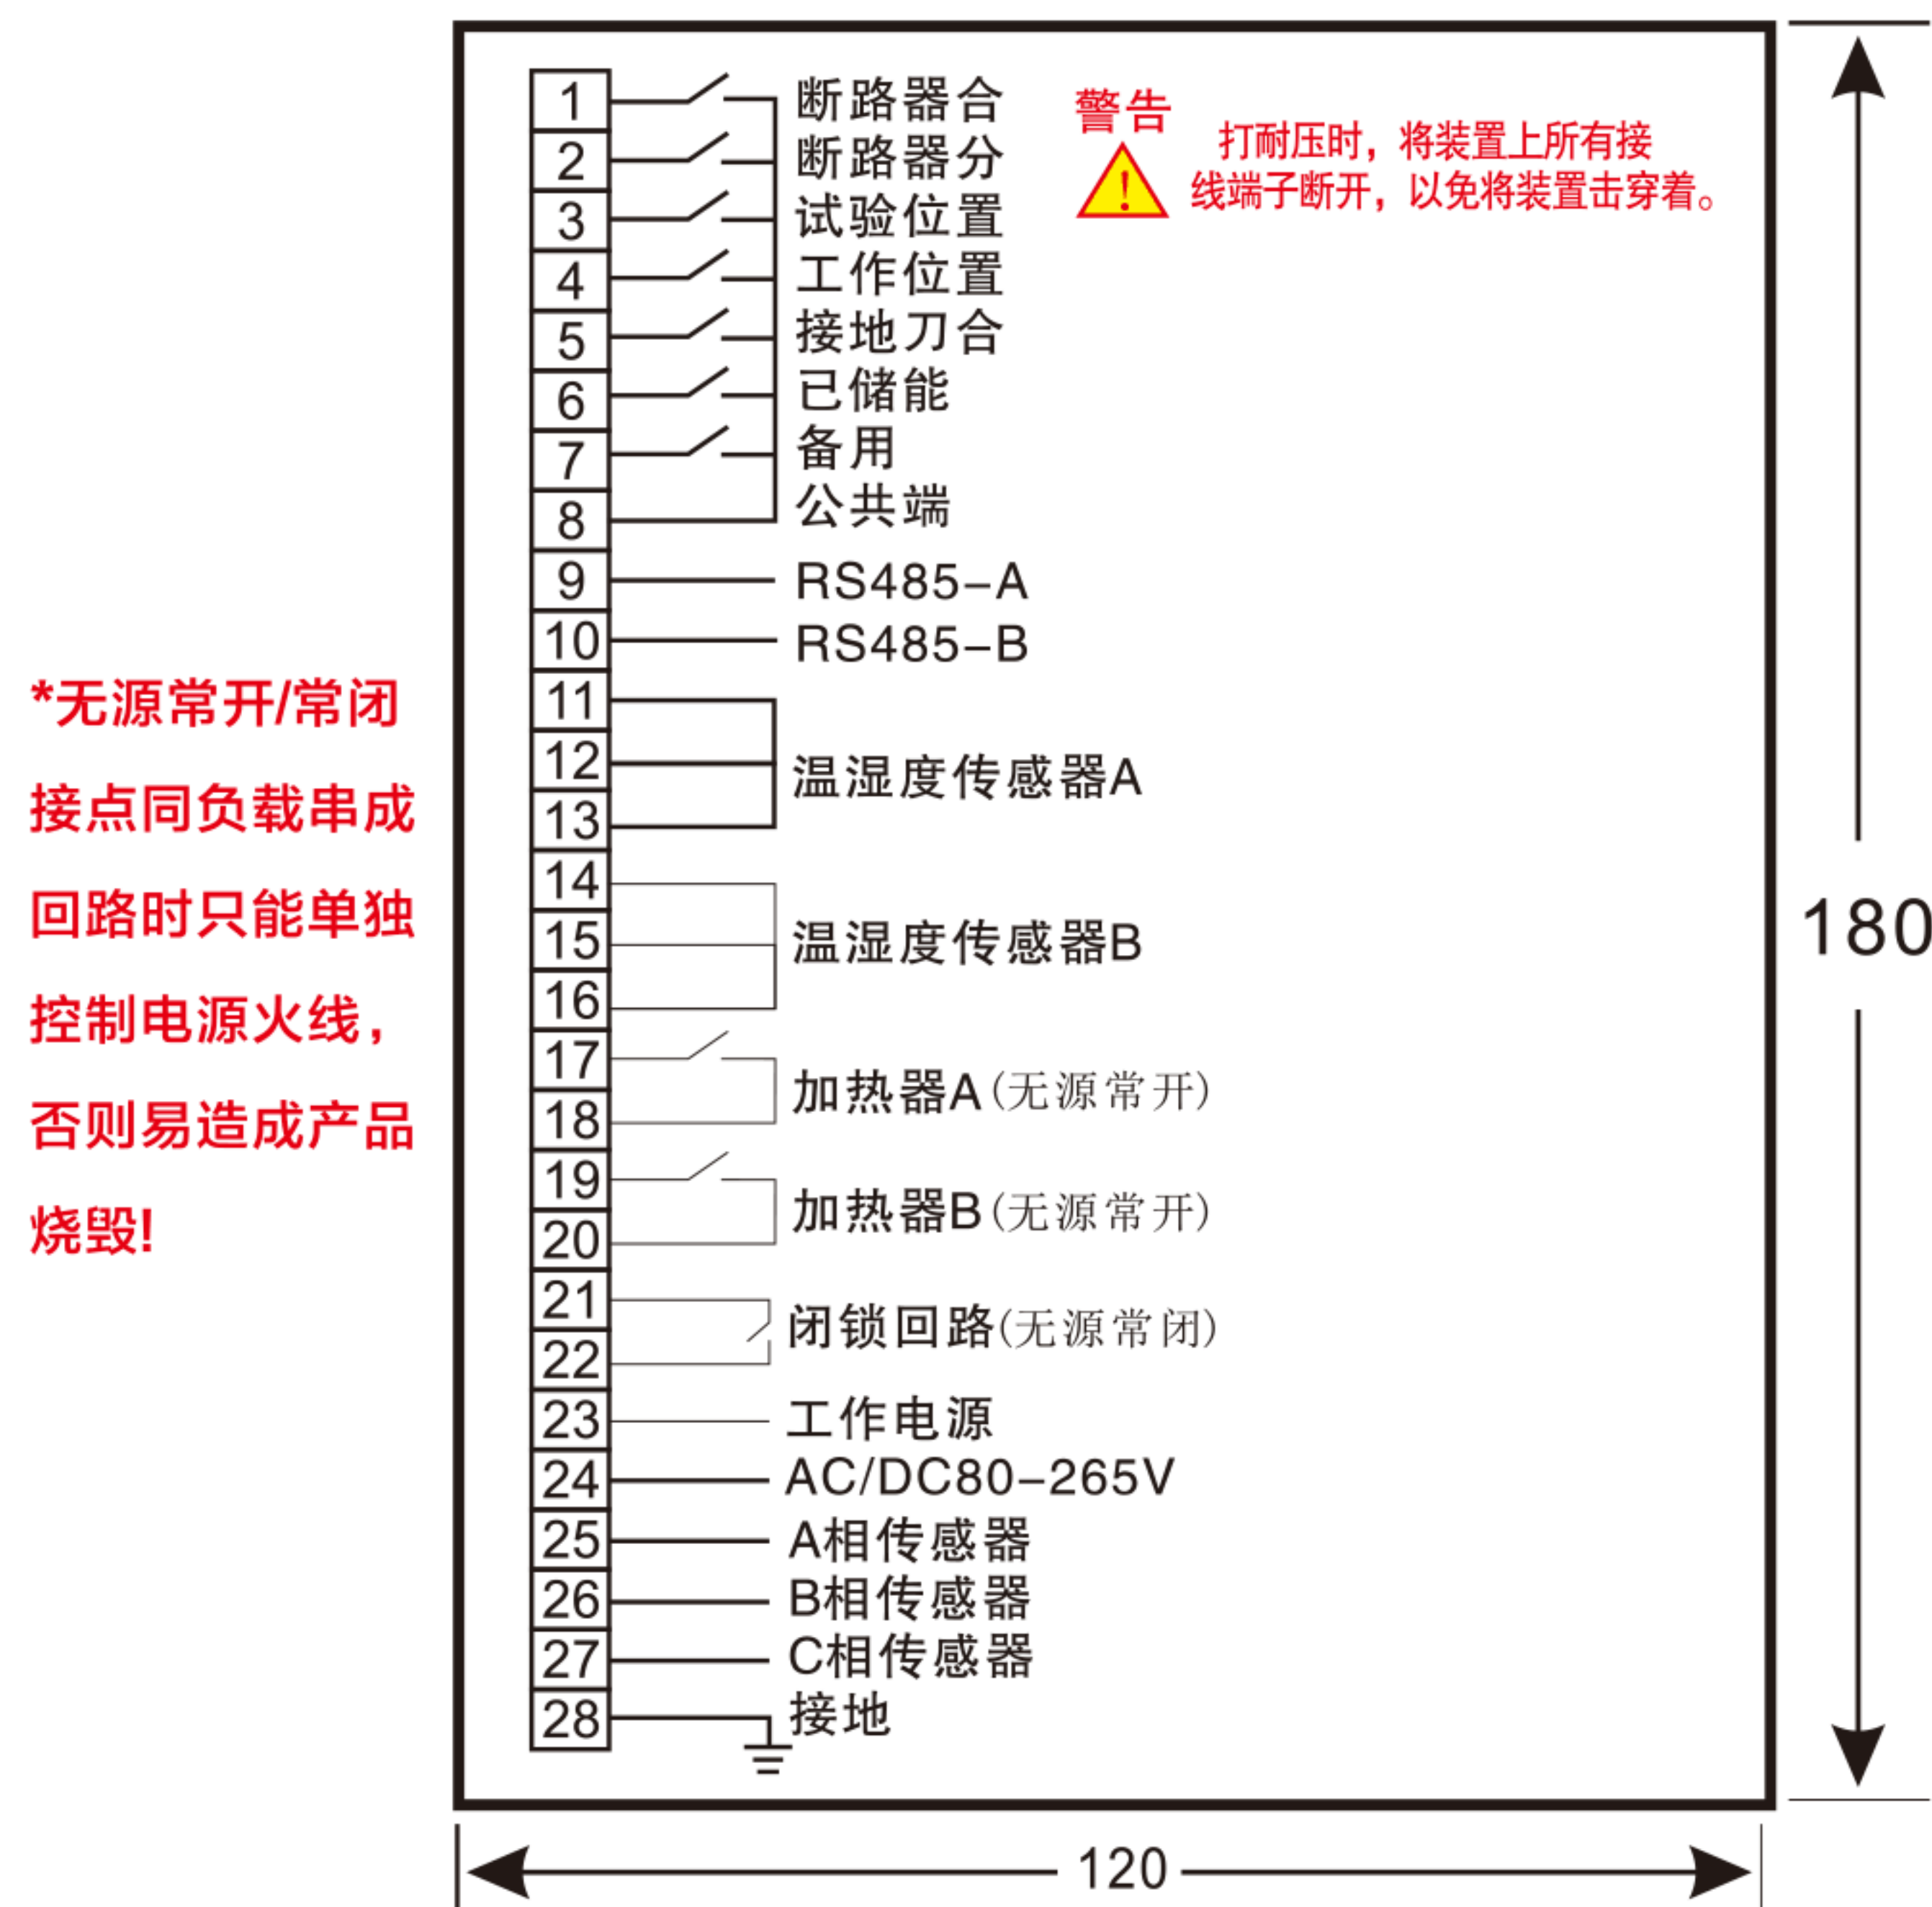 1 断路器合
2 断路器分
3 试验位置
4 工作位置
5 接地刀合
6 已储能
7 备用
8 公共端
9 RS485-A
10 RS485-B
11
12 温湿度传感器A
13
14
15 温湿度传感器B
16
17
加热器A(无源常开)
18
19
加热器B(无源常开)
20
21
闭锁回路(无源常闭)
22
23 工作电源
24 AC/DC80-265V
25 A相传感器
26 B相传感器
27 C相传感器
28 接地
警告
!
打耐压时，将装置上所有接
线端子断开，以免将装置击穿着。
*无源常开/常闭
接点同负载串成
回路时只能单独
控制电源火线，
否则易造成产品
烧毁!
180
120